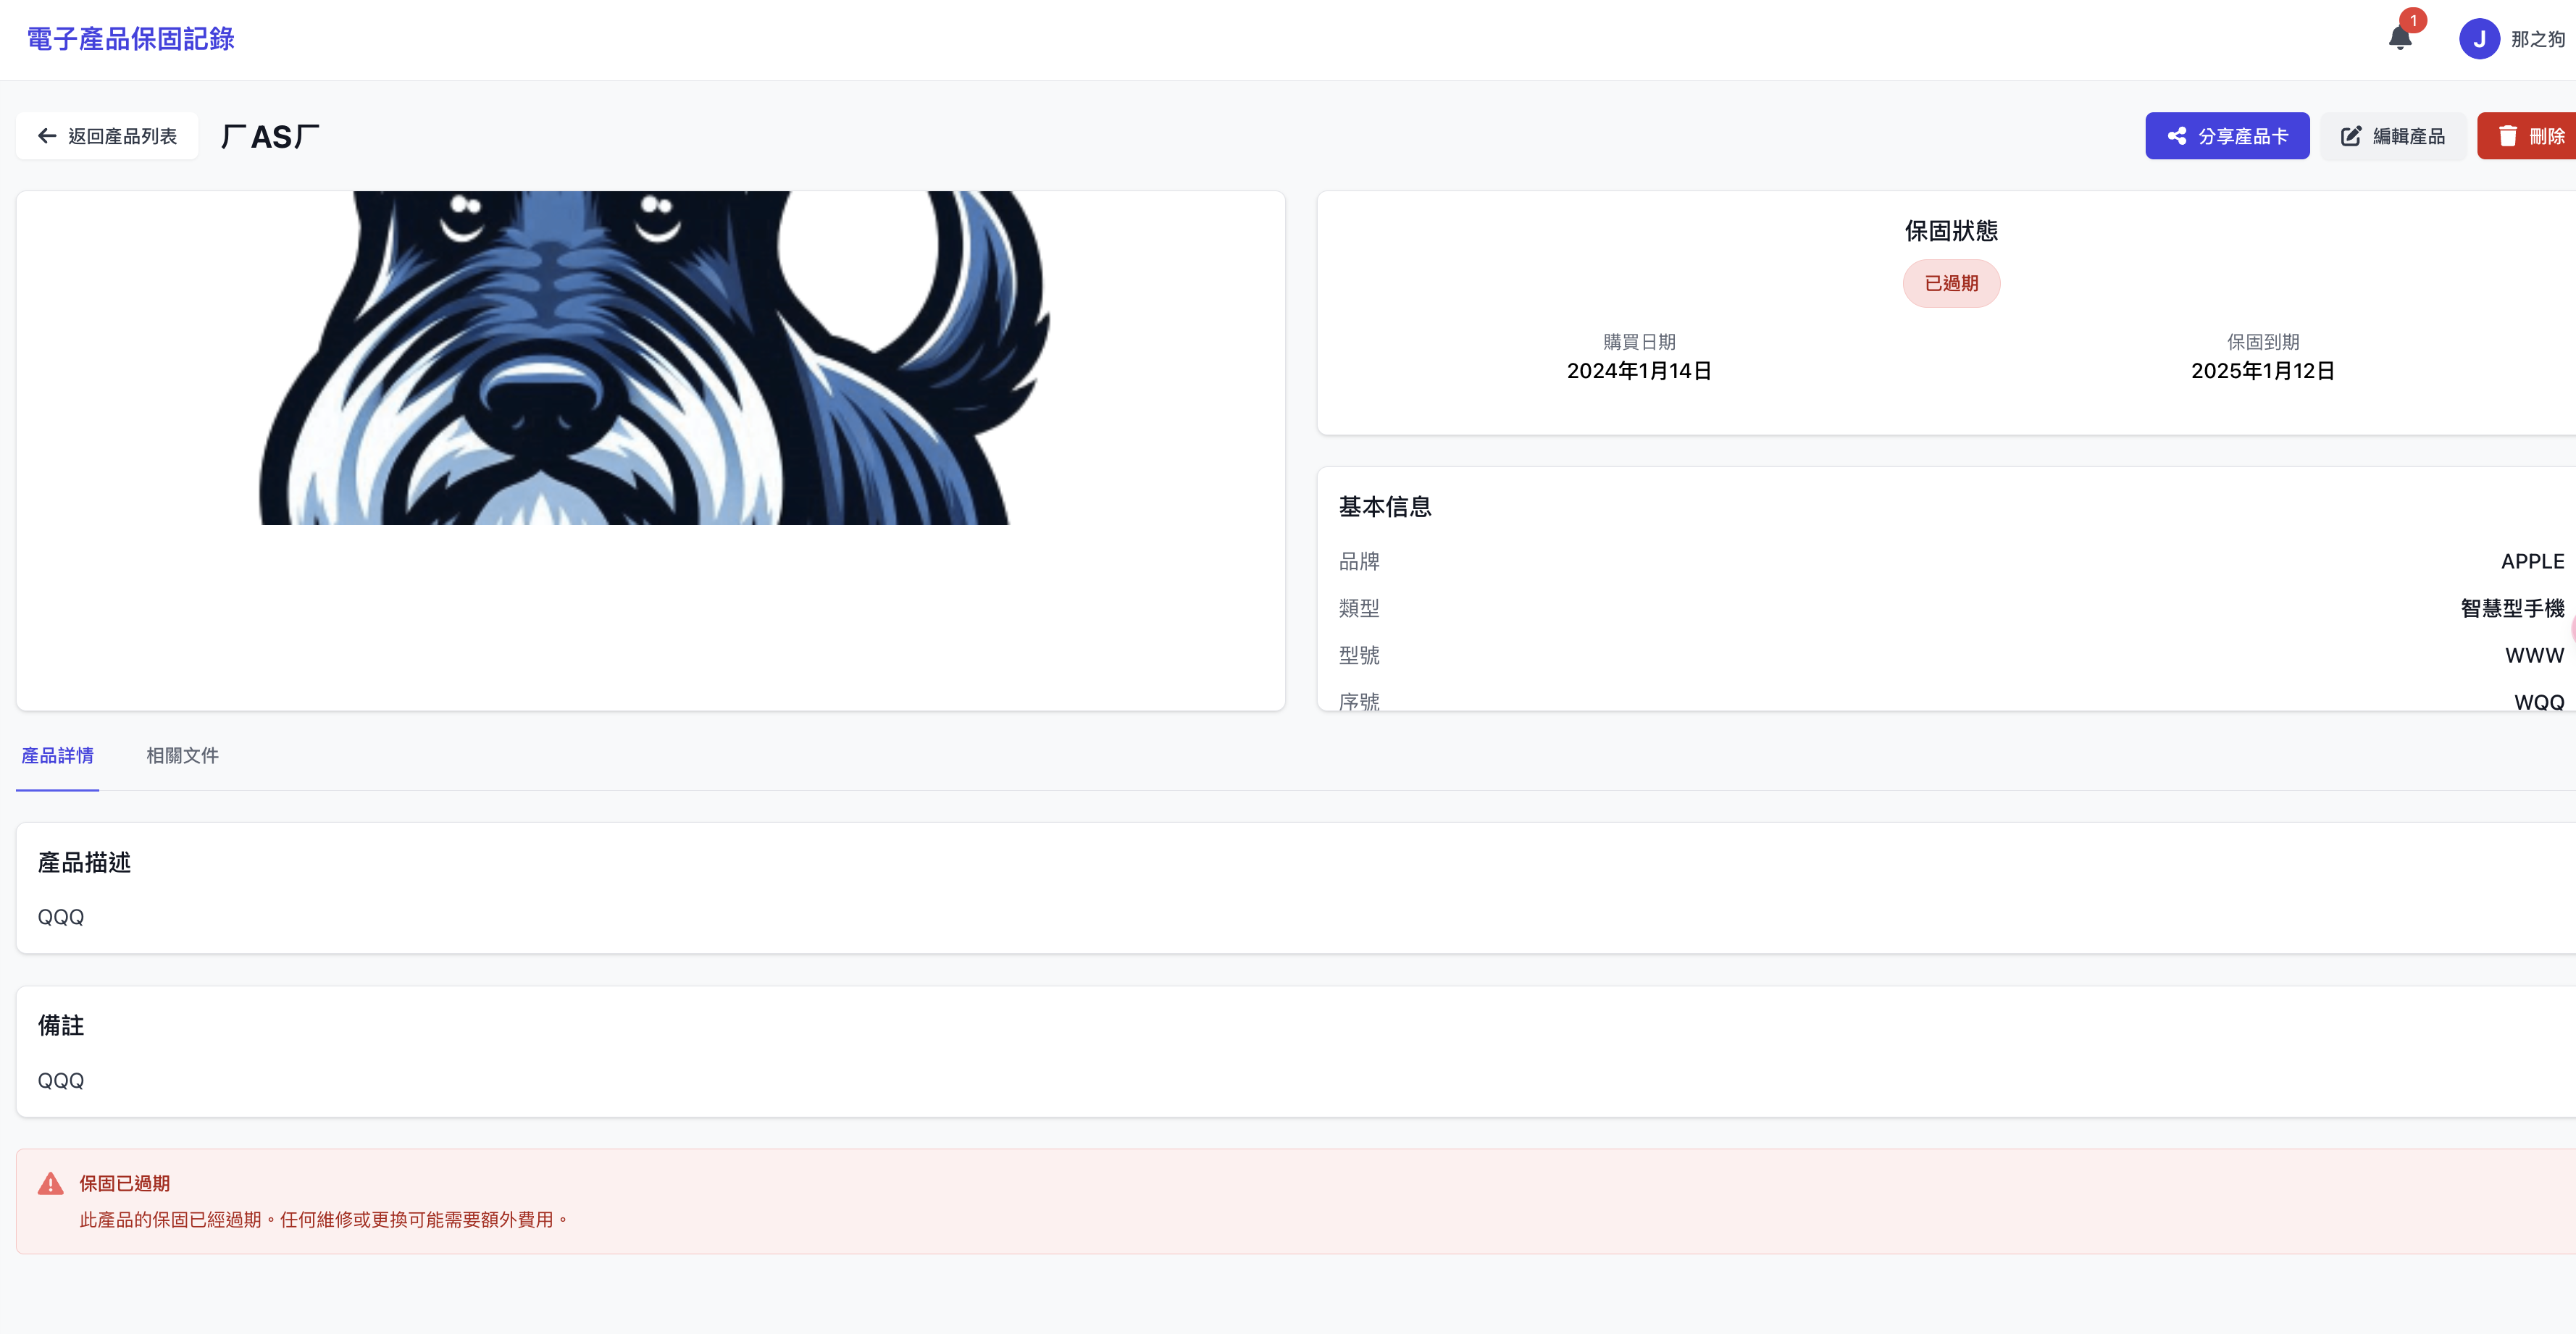 電子產品保固記錄
1
J
那之狗
返回產品列表
厂AS厂
分享產品卡
編輯產品
刪除
保固狀態
已過期
購買日期
保固到期
2024年1月14日
2025年1月12日
基本信息
品牌
APPLE
類型
智慧型手機
型號
WWW
序號
WQQ
產品詳情
相關文件
產品描述
QQQ
備註
QQQ
保固已過期
此產品的保固已經過期。任何維修或更換可能需要額外費用。